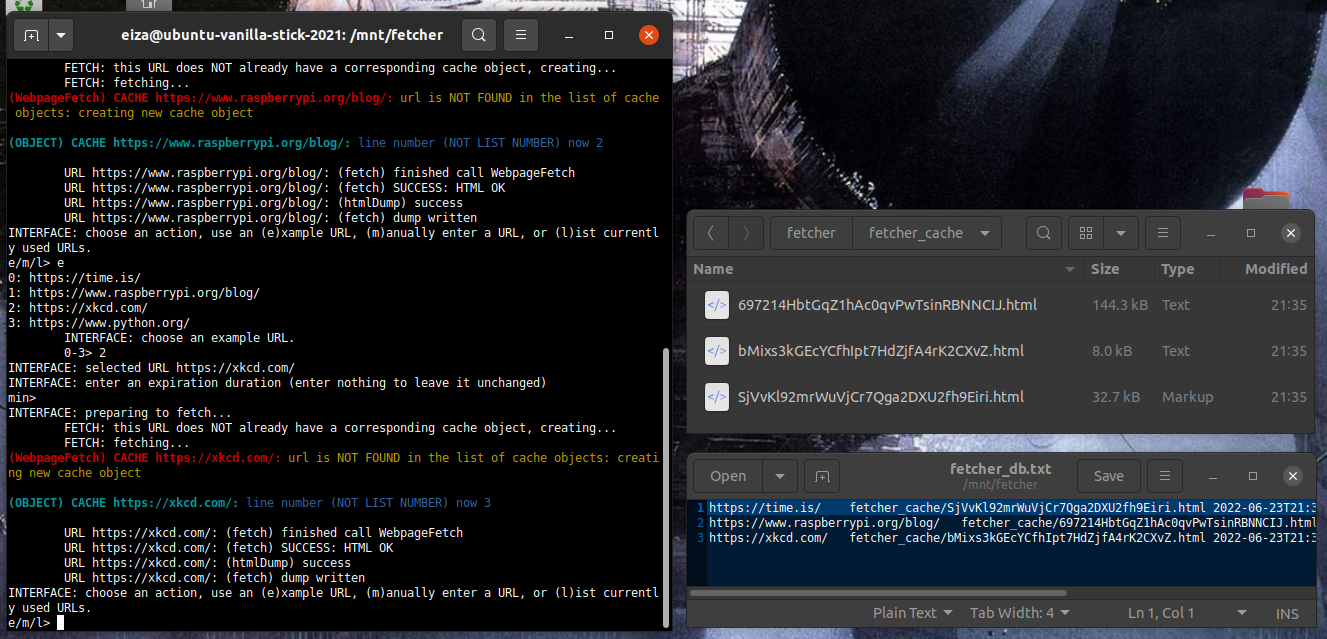 eiza@ubuntu-vanilla-stick-2021: /mnt/fetcher
FETCH: this URL does NOT already have a corresponding cache object, creating...
FETCH: fetching...
(WebpageFetch) CACHE https://www.raspberrypi.org/blog/: url is NOT FOUND in the list of cache
objects: creating new cache object
(OBJECT) CACHE https://www.raspberrypi.org/blog/: line number (NOT LIST NUMBER) now 2
URL https://www.raspberrypi.org/blog/: (fetch) finished call WebpageFetch
URL https://www.raspberrypi.org/blog/: (fetch) SUCCESS: HTML OK
URL https://www.raspberrypi.org/blog/: (htmlDump) success
URL https://www.raspberrypi.org/blog/: (fetch) dump written
INTERFACE: choose an action, use an (e)xample URL, (m)anually enter a URL, or (l)ist currentl
y used URLs.
e/m/l> e
0: https://time.is/
1: https://www.raspberrypi.org/blog/
2: https://xkcd.com/
3: https://www.python.org/
INTERFACE: choose an example URL.
0-3> 2
INTERFACE: selected URL https://xkcd.com/
INTERFACE: enter an expiration duration (enter nothing to leave it unchanged)
min>
INTERFACE: preparing to fetch...
FETCH: this URL does NOT already have a corresponding cache object, creating...
FETCH: fetching...
(WebpageFetch) CACHE https://xkcd.com/: url is NOT FOUND in the list of cache objects: creati
ng new cache object
(OBJECT) CACHE https://xkcd.com/: line number (NOT LIST NUMBER) now 3
URL https://xkcd.com/: (fetch) finished call WebpageFetch
URL https://xkcd.com/: (fetch) SUCCESS: HTML OK
URL https://xkcd.com/: (htmlDump) success
URL https://xkcd.com/: (fetch) dump written
INTERFACE: choose an action, use an (e)xample URL, (m)anually enter a URL, or (l)ist currentl
y used URLs.
e/m/l>
fetcher fetcher_cache
Name Size Type Modified
697214HbtGqZ1hAc0qvPwTsinRBNNCIJ.html 144.3 kB Text 21:35
bMixs3kGEcYCfhIpt7HdZjfA4rK2CXvZ.html 8.0 kB Text 21:35
SjVvKl92mrWuVjCr7Qga2DXU2fh9Eiri.html 32.7 kB Markup 21:35
Open fetcher_db.txt Save
/mnt/fetcher
1 https://time.is/ fetcher_cache/SjVvKl92mrWuVjCr7Qga2DXU2fh9Eiri.html 2022-06-23T21:3
2 https://www.raspberrypi.org/blog/ fetcher_cache/697214HbtGqZ1hAc0qvPwTsinRBNNCIJ.html
3 https://xkcd.com/ fetcher_cache/bMixs3kGEcYCfhIpt7HdZjfA4rK2CXvZ.html 2022-06-23T21:3
Plain Text Tab Width: 4 Ln 1, Col 1 INS